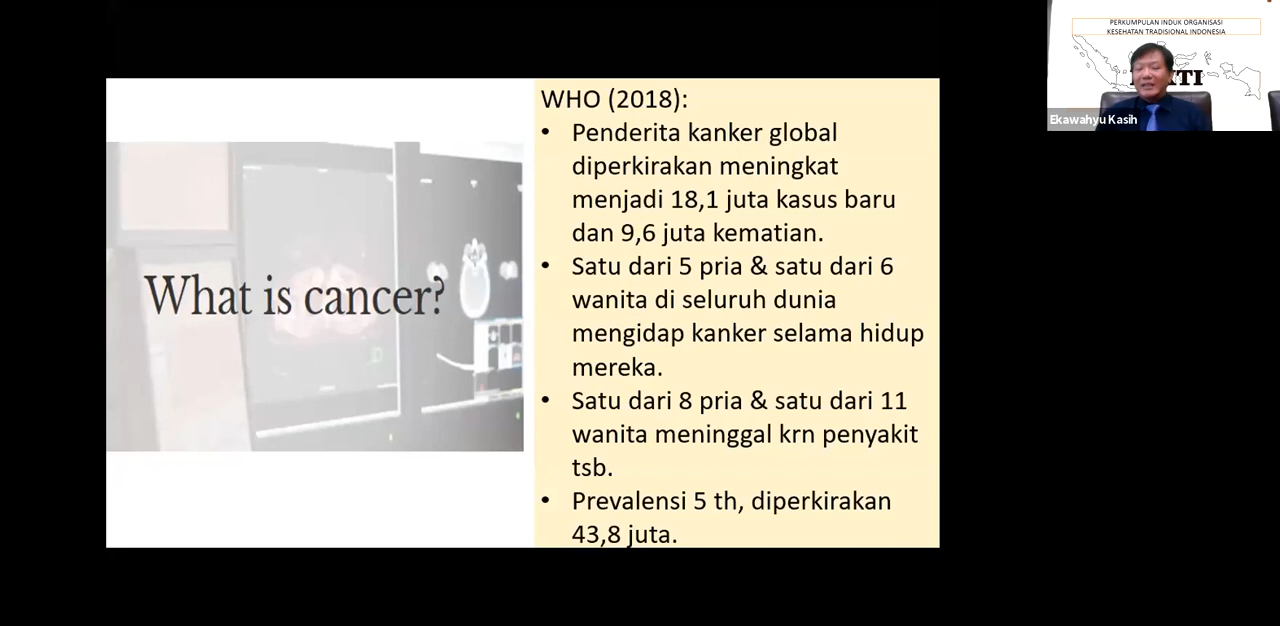 What is cancer?
WHO (2018):
• Penderita kanker global
diperkirakan meningkat
menjadi 18,1 juta kasus baru
dan 9,6 juta kematian.
• Satu dari 5 pria & satu dari 6
wanita di seluruh dunia
mengidap kanker selama hidup
mereka.
• Satu dari 8 pria & satu dari 11
wanita meninggal krn penyakit
tsb.
• Prevalensi 5 th, diperkirakan
43,8 juta.
PERKUMPULAN INDUK ORGANISASI
KESEHATAN TRADISIONAL INDONESIA
Ekawahyu Kasih